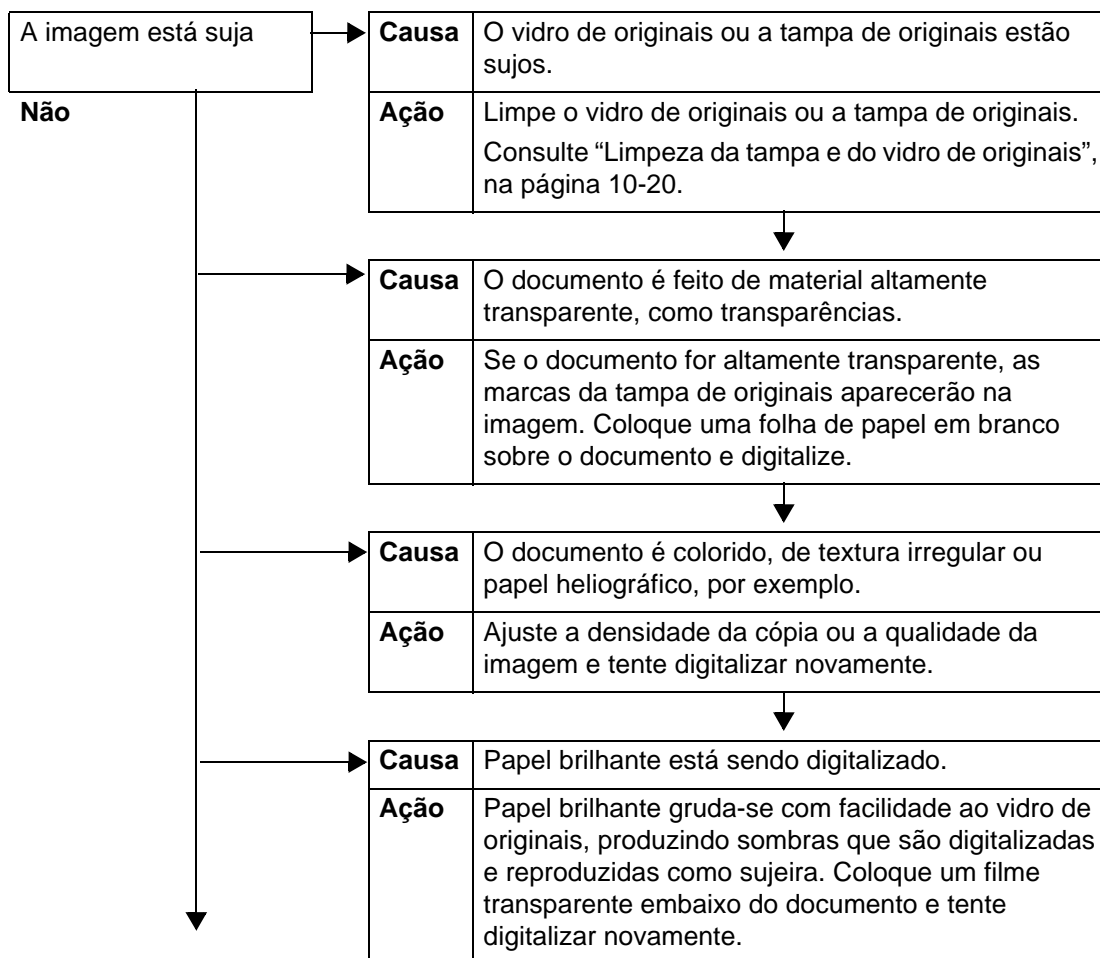 A imagem está suja
Causa O vidro de originais ou a tampa de originais estão
sujos.
Não
Ação Limpe o vidro de originais ou a tampa de originais.
Consulte “Limpeza da tampa e do vidro de originais”,
na página 10-20.
Causa O documento é feito de material altamente
transparente, como transparências.
Ação Se o documento for altamente transparente, as
marcas da tampa de originais aparecerão na
imagem. Coloque uma folha de papel em branco
sobre o documento e digitalize.
Causa O documento é colorido, de textura irregular ou
papel heliográfico, por exemplo.
Ação Ajuste a densidade da cópia ou a qualidade da
imagem e tente digitalizar novamente.
Causa Papel brilhante está sendo digitalizado.
Ação Papel brilhante gruda-se com facilidade ao vidro de
originais, produzindo sombras que são digitalizadas
e reproduzidas como sujeira. Coloque um filme
transparente embaixo do documento e tente
digitalizar novamente.